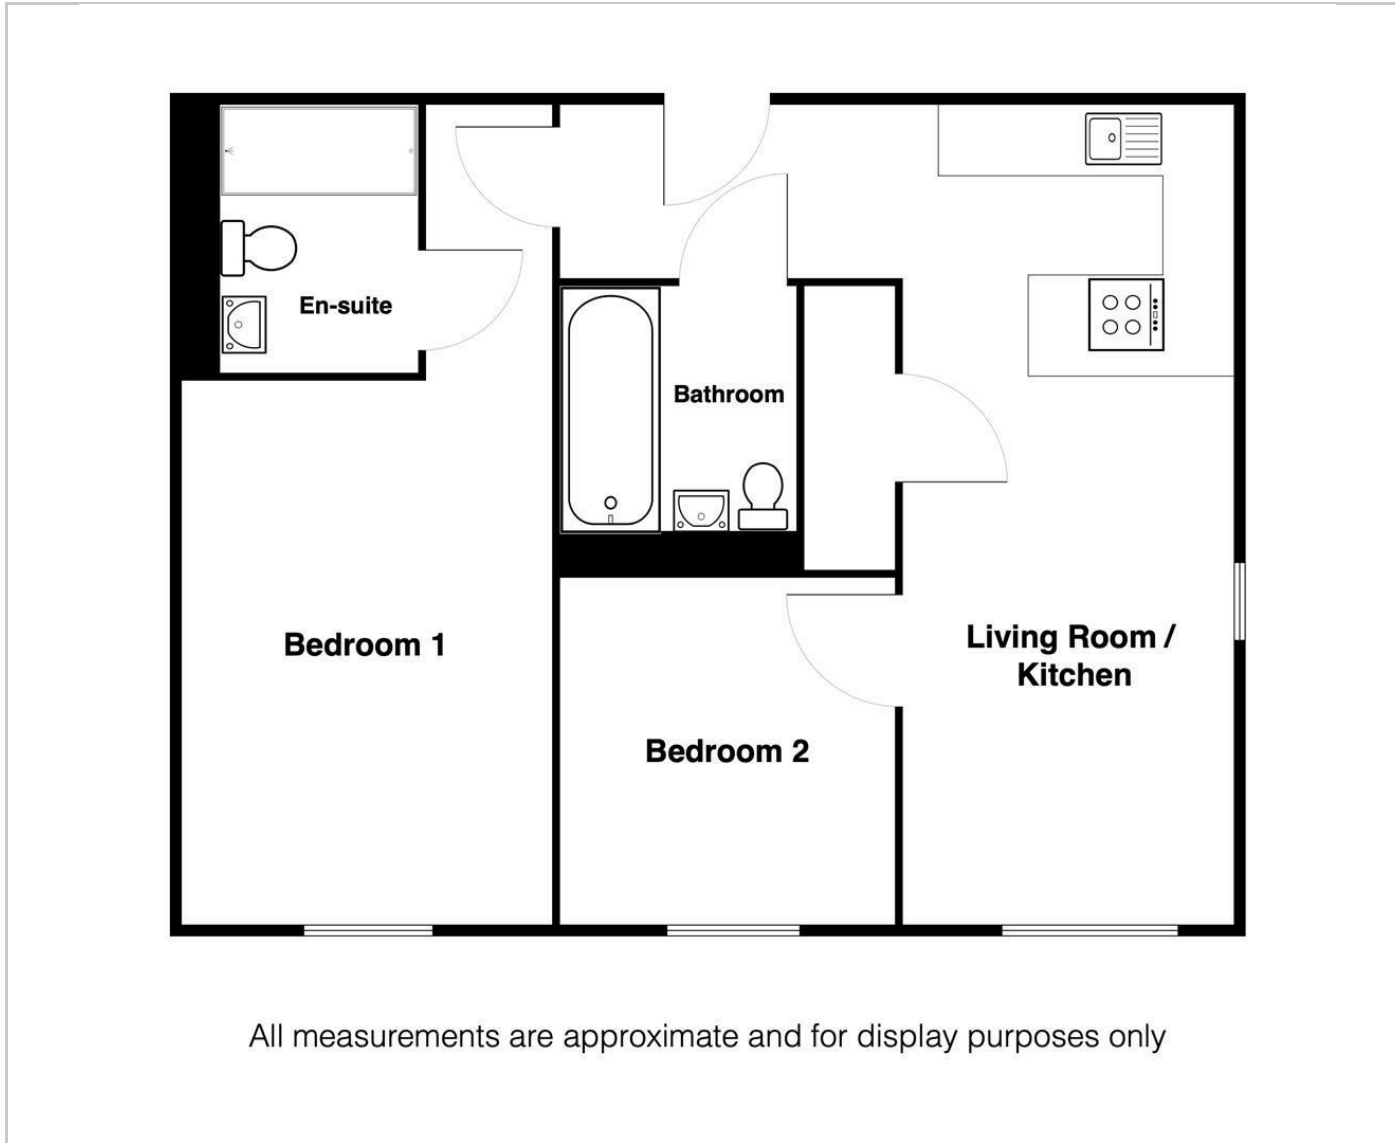 En-suite
Bathroom
Bedroom 1
Living Room /
Kitchen
Bedroom 2
All measurements are approximate and for display purposes only